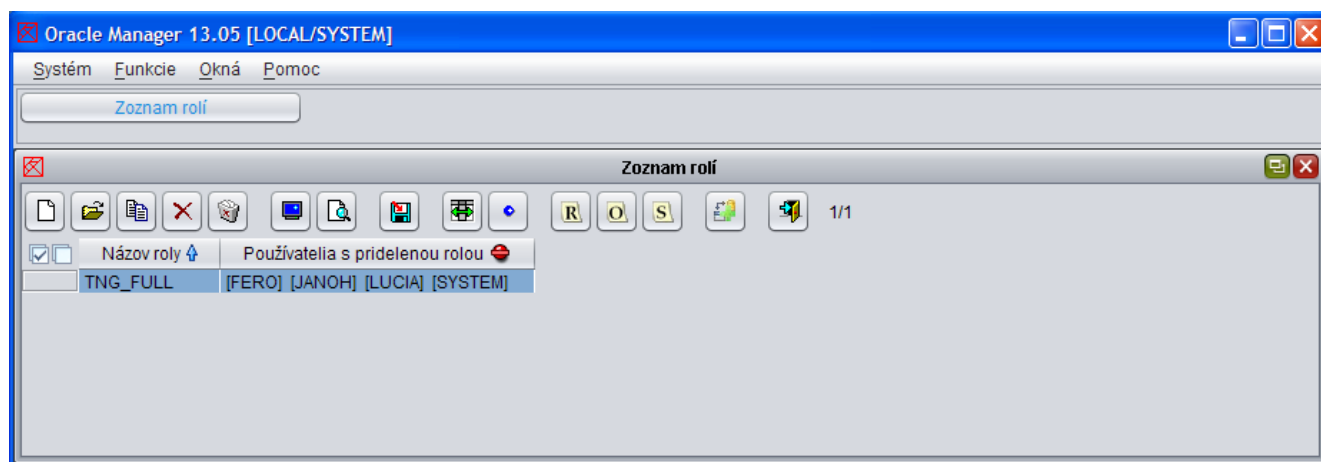 Oracle Manager 13.05 [LOCAL/SYSTEM]
Systém Funkcie Okná Pomoc
Zoznam rolí
Zoznam rolí
R O S 1/1
Názov roly Používatelia s pridelenou rolou
TNG_FULL [FERO] [JANOH] [LUCIA] [SYSTEM]